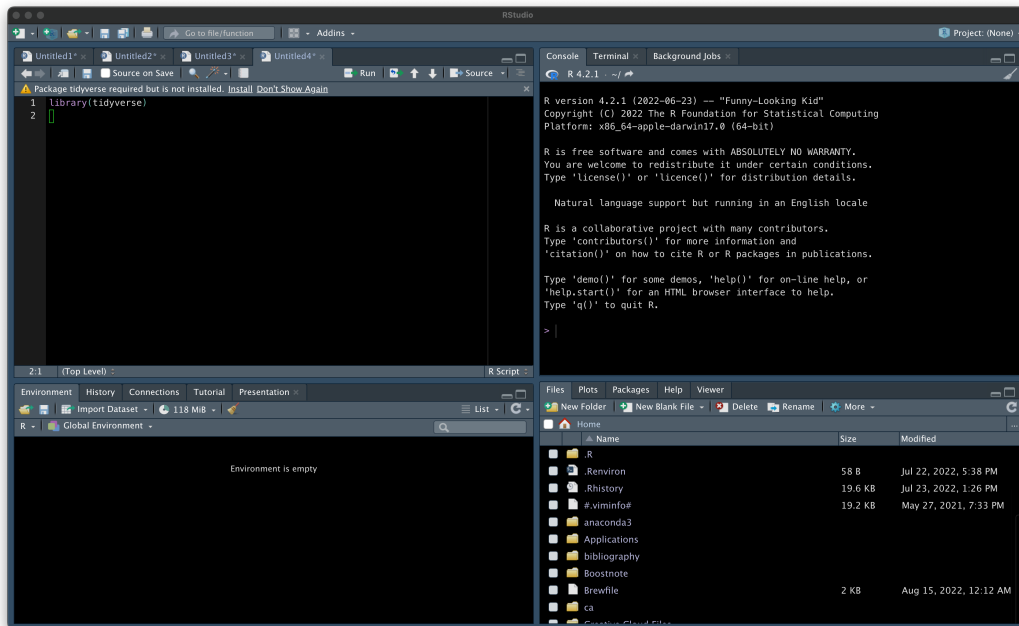 RStudio
Go to file/function
Addins
Project: (None)
Untitled1* Untitled2* Untitled3* Untitled4*
Source on Save Run Source
Package tidyverse required but is not installed. Install Don't Show Again
1 library(tidyverse)
2
2:1 (Top Level) R Script
Console Terminal Background Jobs
R 4.2.1 · ~/
R version 4.2.1 (2022-06-23) -- "Funny-Looking Kid"
Copyright (C) 2022 The R Foundation for Statistical Computing
Platform: x86_64-apple-darwin17.0 (64-bit)
R is free software and comes with ABSOLUTELY NO WARRANTY.
You are welcome to redistribute it under certain conditions.
Type 'license()' or 'licence()' for distribution details.
Natural language support but running in an English locale
R is a collaborative project with many contributors.
Type 'contributors()' for more information and
'citation()' on how to cite R or R packages in publications.
Type 'demo()' for some demos, 'help()' for on-line help, or
'help.start()' for an HTML browser interface to help.
Type 'q()' to quit R.
>
Environment History Connections Tutorial Presentation
Import Dataset 118 MiB List
R Global Environment
Environment is empty
Files Plots Packages Help Viewer
New Folder New Blank File Delete Rename More
Home ...
Name Size Modified
.R
.Renviron 58 B Jul 22, 2022, 5:38 PM
.Rhistory 19.6 KB Jul 23, 2022, 1:26 PM
#.viminfo# 19.2 KB May 27, 2021, 7:33 PM
anaconda3
Applications
bibliography
Boostnote
Brewfile 2 KB Aug 15, 2022, 12:12 AM
ca
Creative Cloud Files